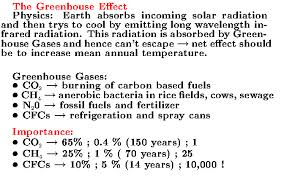 The Greenhouse Effect
Physics: Earth absorbs incoming solar radiation
and then trys to cool by emitting long wavelength in-
frared radiation. This radiation is absorbed by Green-
house Gases and hence can't escape → net effect should
be to increase mean annual temperature.
Greenhouse Gases:
● CO₂ → burning of carbon based fuels
● CH₄ → anerobic bacteria in rice fields, cows, sewage
● N₂0 → fossil fuels and fertilizer
● CFCs → refrigeration and spray cans
Importance:
● CO₂ → 65% ; 0.4 % (150 years) ; 1
● CH₄ → 25% ; 1 % ( 70 years) ; 25
● CFCs → 10% ; 5 % (14 years) ; 10,000 !